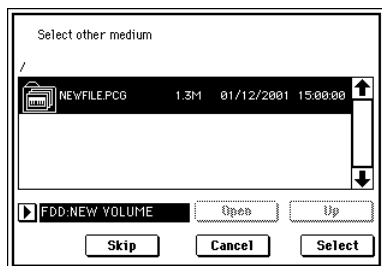 Select other medium
/
NEWFILE.PCG 1.3M 01/12/2001 15:00:00
FDD:NEW VOLUME Open Up
Skip Cancel Select